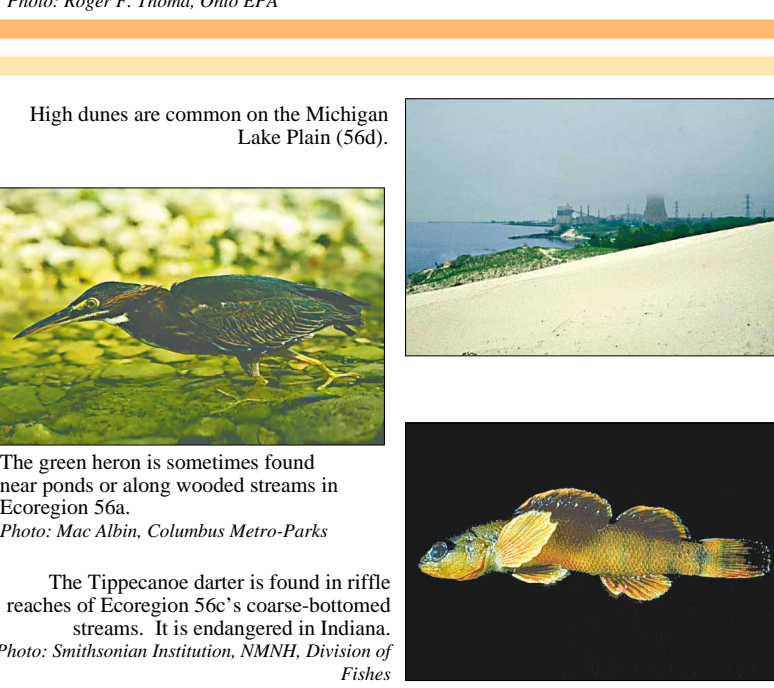 Photo: Roger F. Thoma, Ohio EPA
High dunes are common on the Michigan
Lake Plain (56d).
The green heron is sometimes found
near ponds or along wooded streams in
Ecoregion 56a.
Photo: Mac Albin, Columbus Metro-Parks
The Tippecanoe darter is found in riffle
reaches of Ecoregion 56c's coarse-bottomed
streams.  It is endangered in Indiana.
Photo: Smithsonian Institution, NMNH, Division of
Fishes